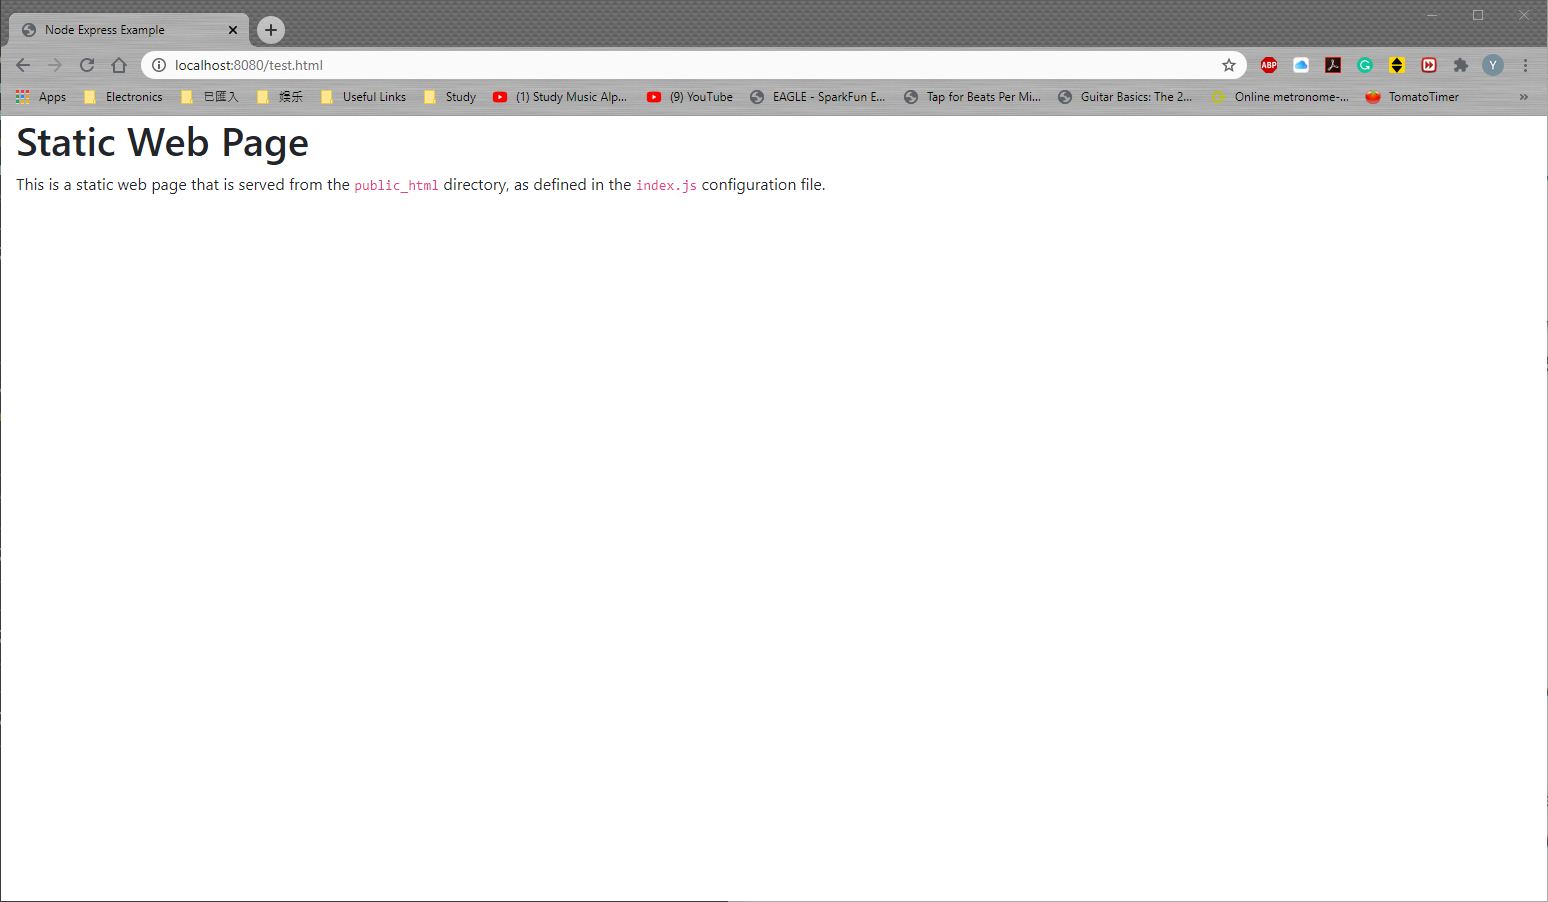 Node Express Example
localhost:8080/test.html
ABP
Y
Apps Electronics 已匯入 娱乐 Useful Links Study (1) Study Music Alp... (9) YouTube EAGLE - SparkFun E... Tap for Beats Per Mi... Guitar Basics: The 2... Online metronome-... TomatoTimer »
Static Web Page
This is a static web page that is served from the public_html directory, as defined in the index.js configuration file.